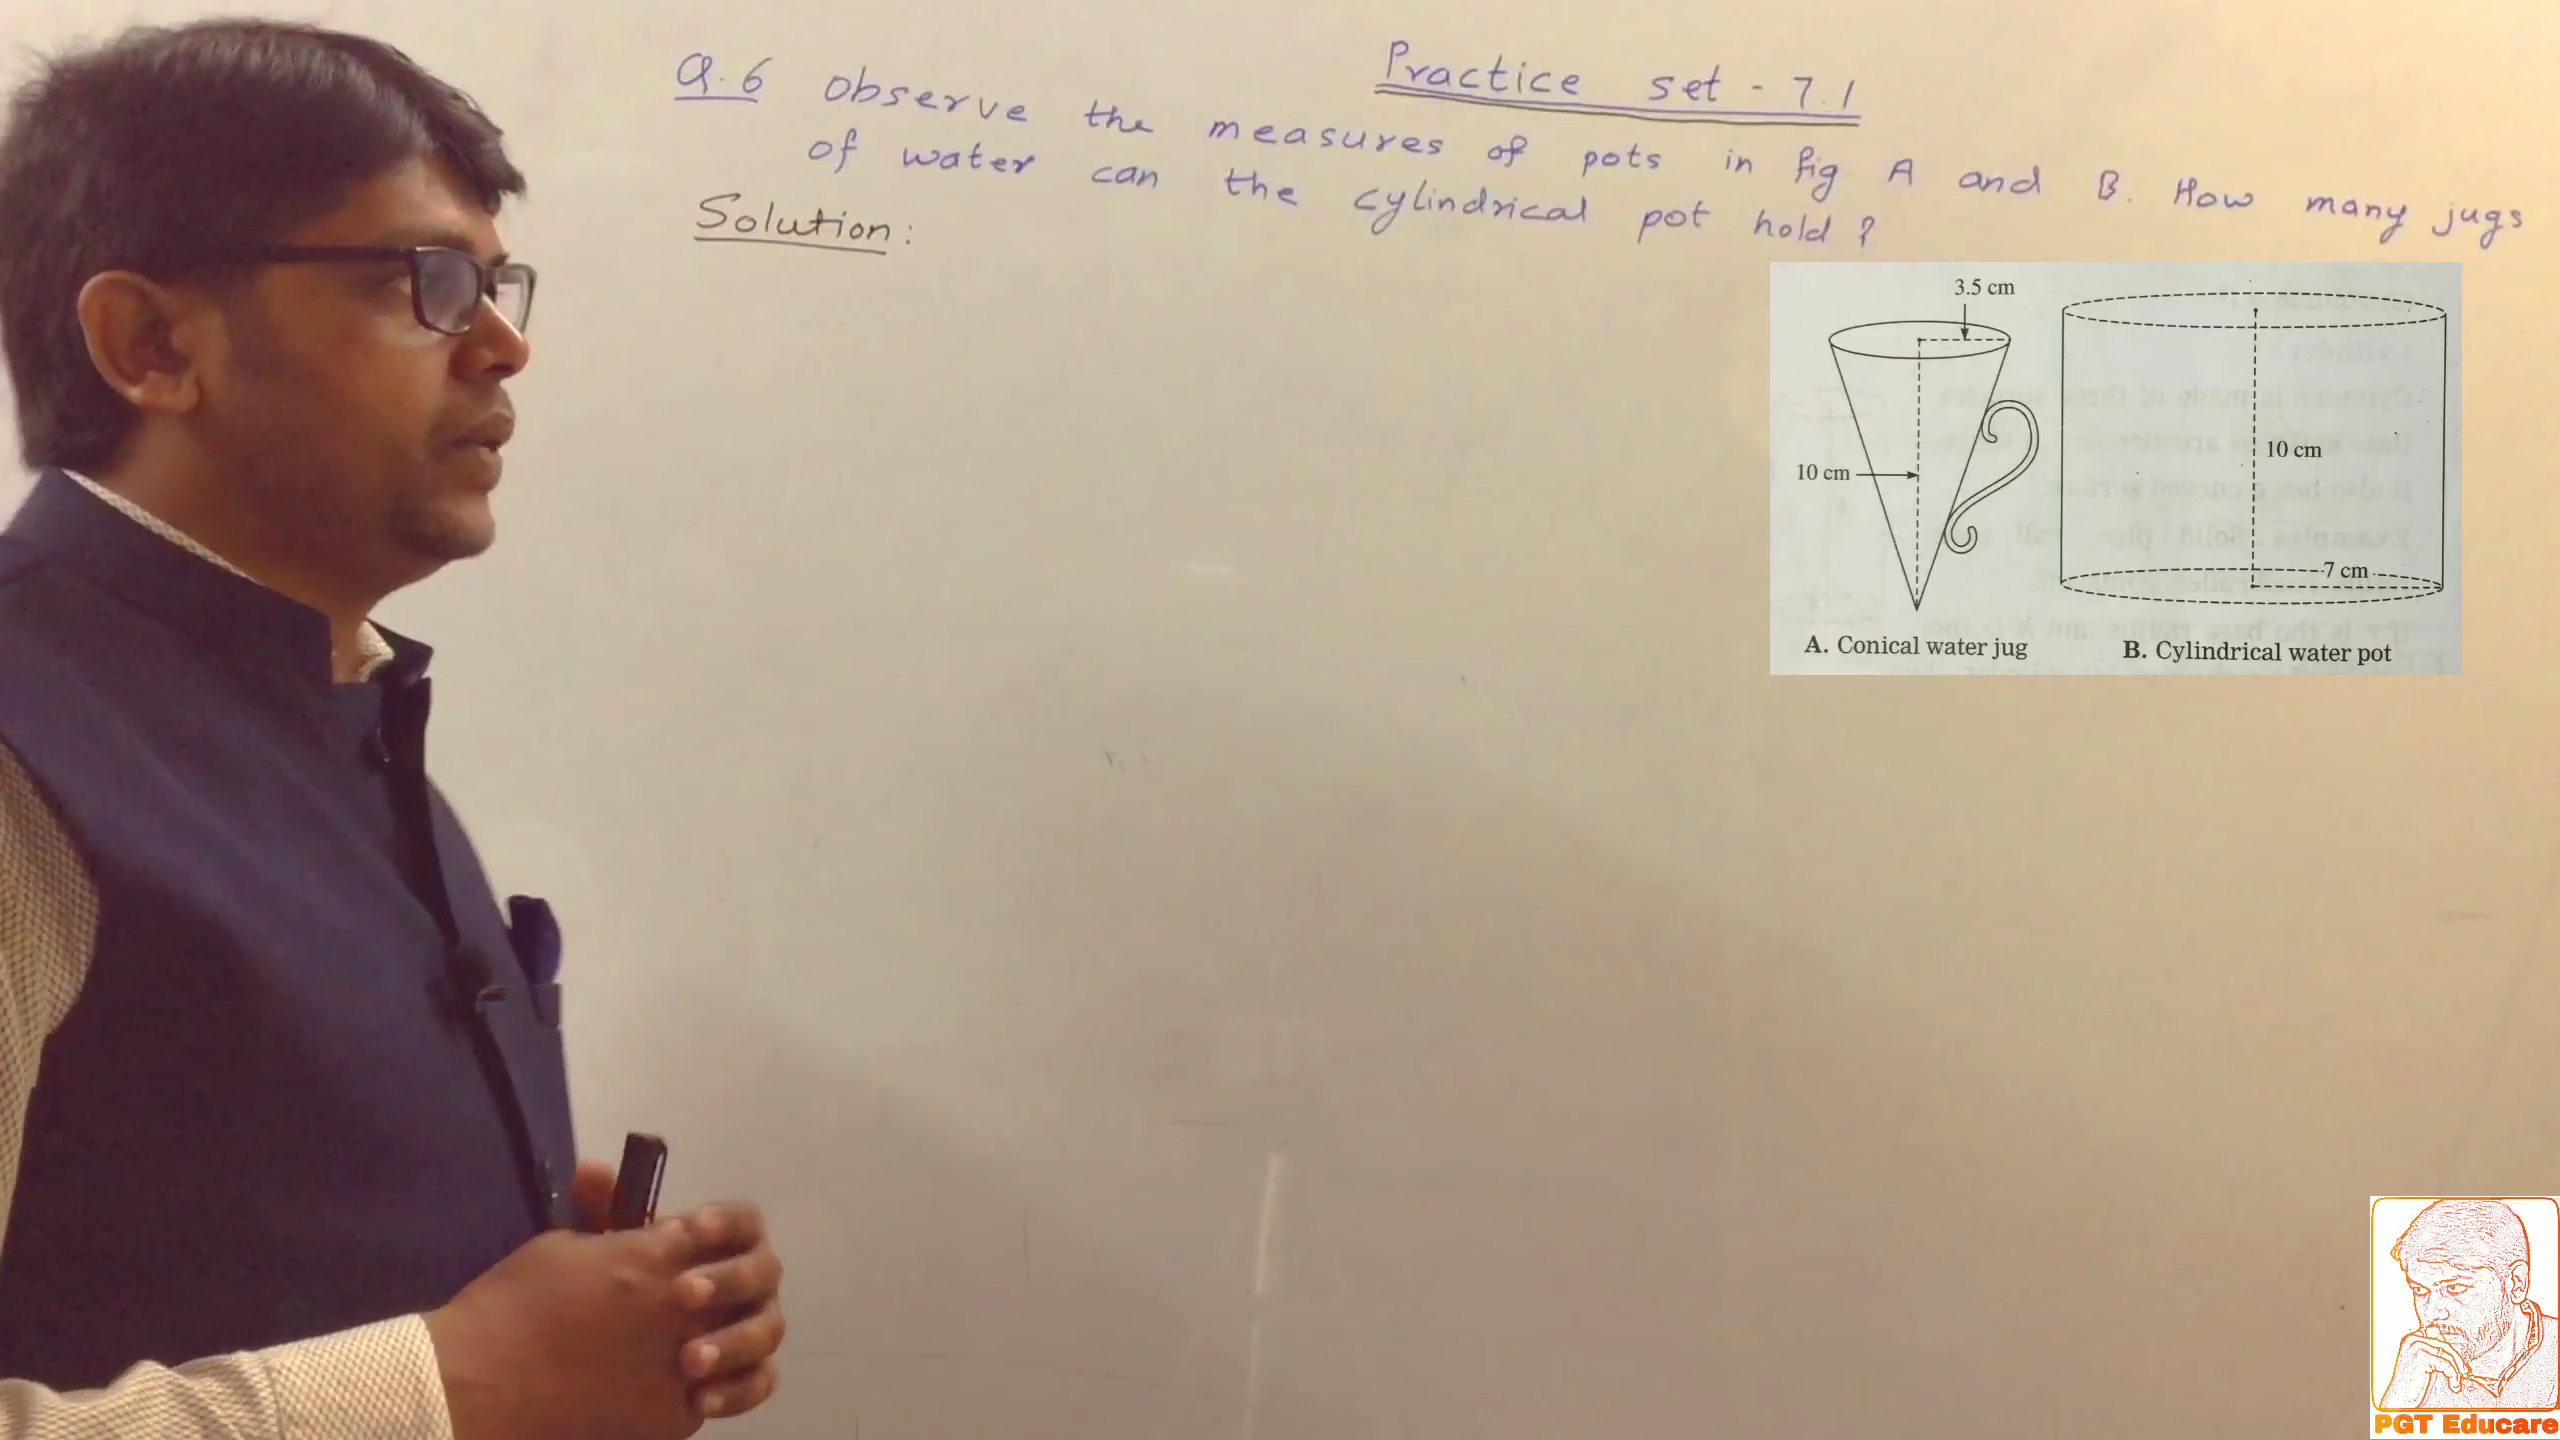 Practice set - 7.1
Q.6 Observe the measures of pots in fig A and B. How many jugs
of water can the cylindrical pot hold?
Solution:
3.5 cm
10 cm
10 cm
7 cm
A. Conical water jug
B. Cylindrical water pot
PGT Educare